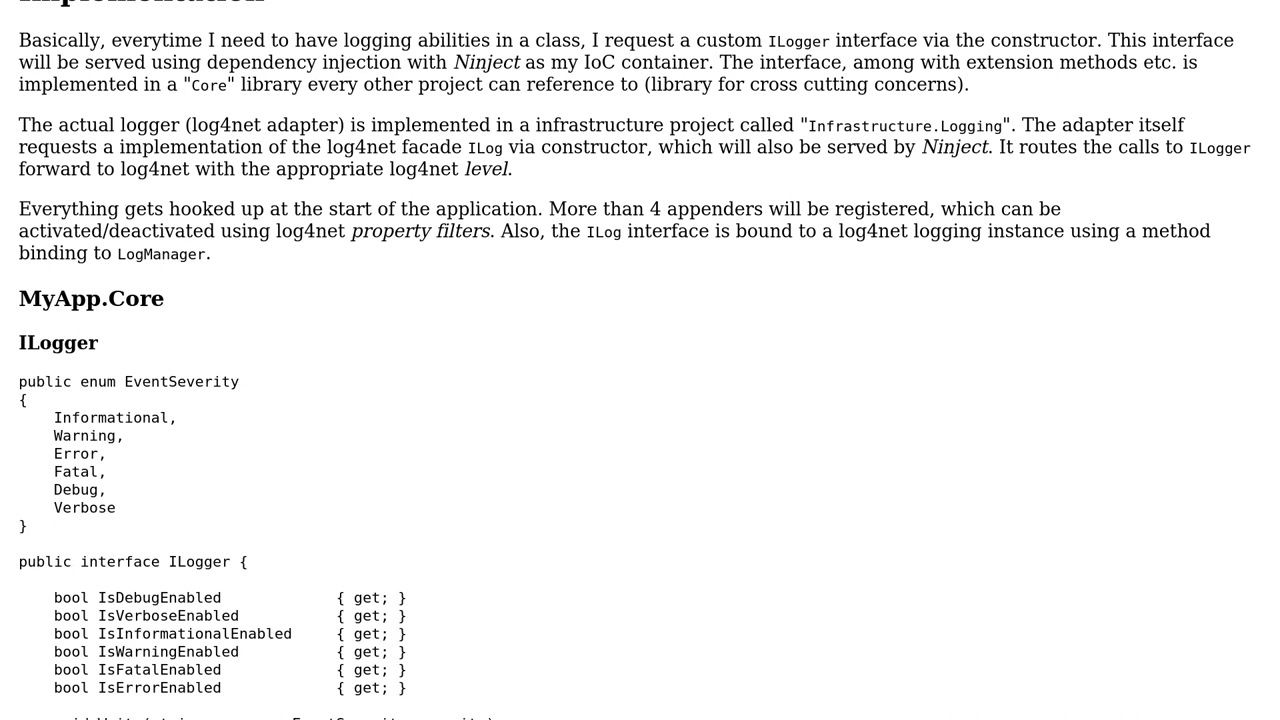 Implementation
Basically, everytime I need to have logging abilities in a class, I request a custom ILogger interface via the constructor. This interface
will be served using dependency injection with Ninject as my IoC container. The interface, among with extension methods etc. is
implemented in a "Core" library every other project can reference to (library for cross cutting concerns).
The actual logger (log4net adapter) is implemented in a infrastructure project called "Infrastructure.Logging". The adapter itself
requests a implementation of the log4net facade ILog via constructor, which will also be served by Ninject. It routes the calls to ILogger
forward to log4net with the appropriate log4net level.
Everything gets hooked up at the start of the application. More than 4 appenders will be registered, which can be
activated/deactivated using log4net property filters. Also, the ILog interface is bound to a log4net logging instance using a method
binding to LogManager.
MyApp.Core
ILogger
public enum EventSeverity
{
    Informational,
    Warning,
    Error,
    Fatal,
    Debug,
    Verbose
}
public interface ILogger {
    bool IsDebugEnabled             { get; }
    bool IsVerboseEnabled           { get; }
    bool IsInformationalEnabled     { get; }
    bool IsWarningEnabled           { get; }
    bool IsFatalEnabled             { get; }
    bool IsErrorEnabled             { get; }